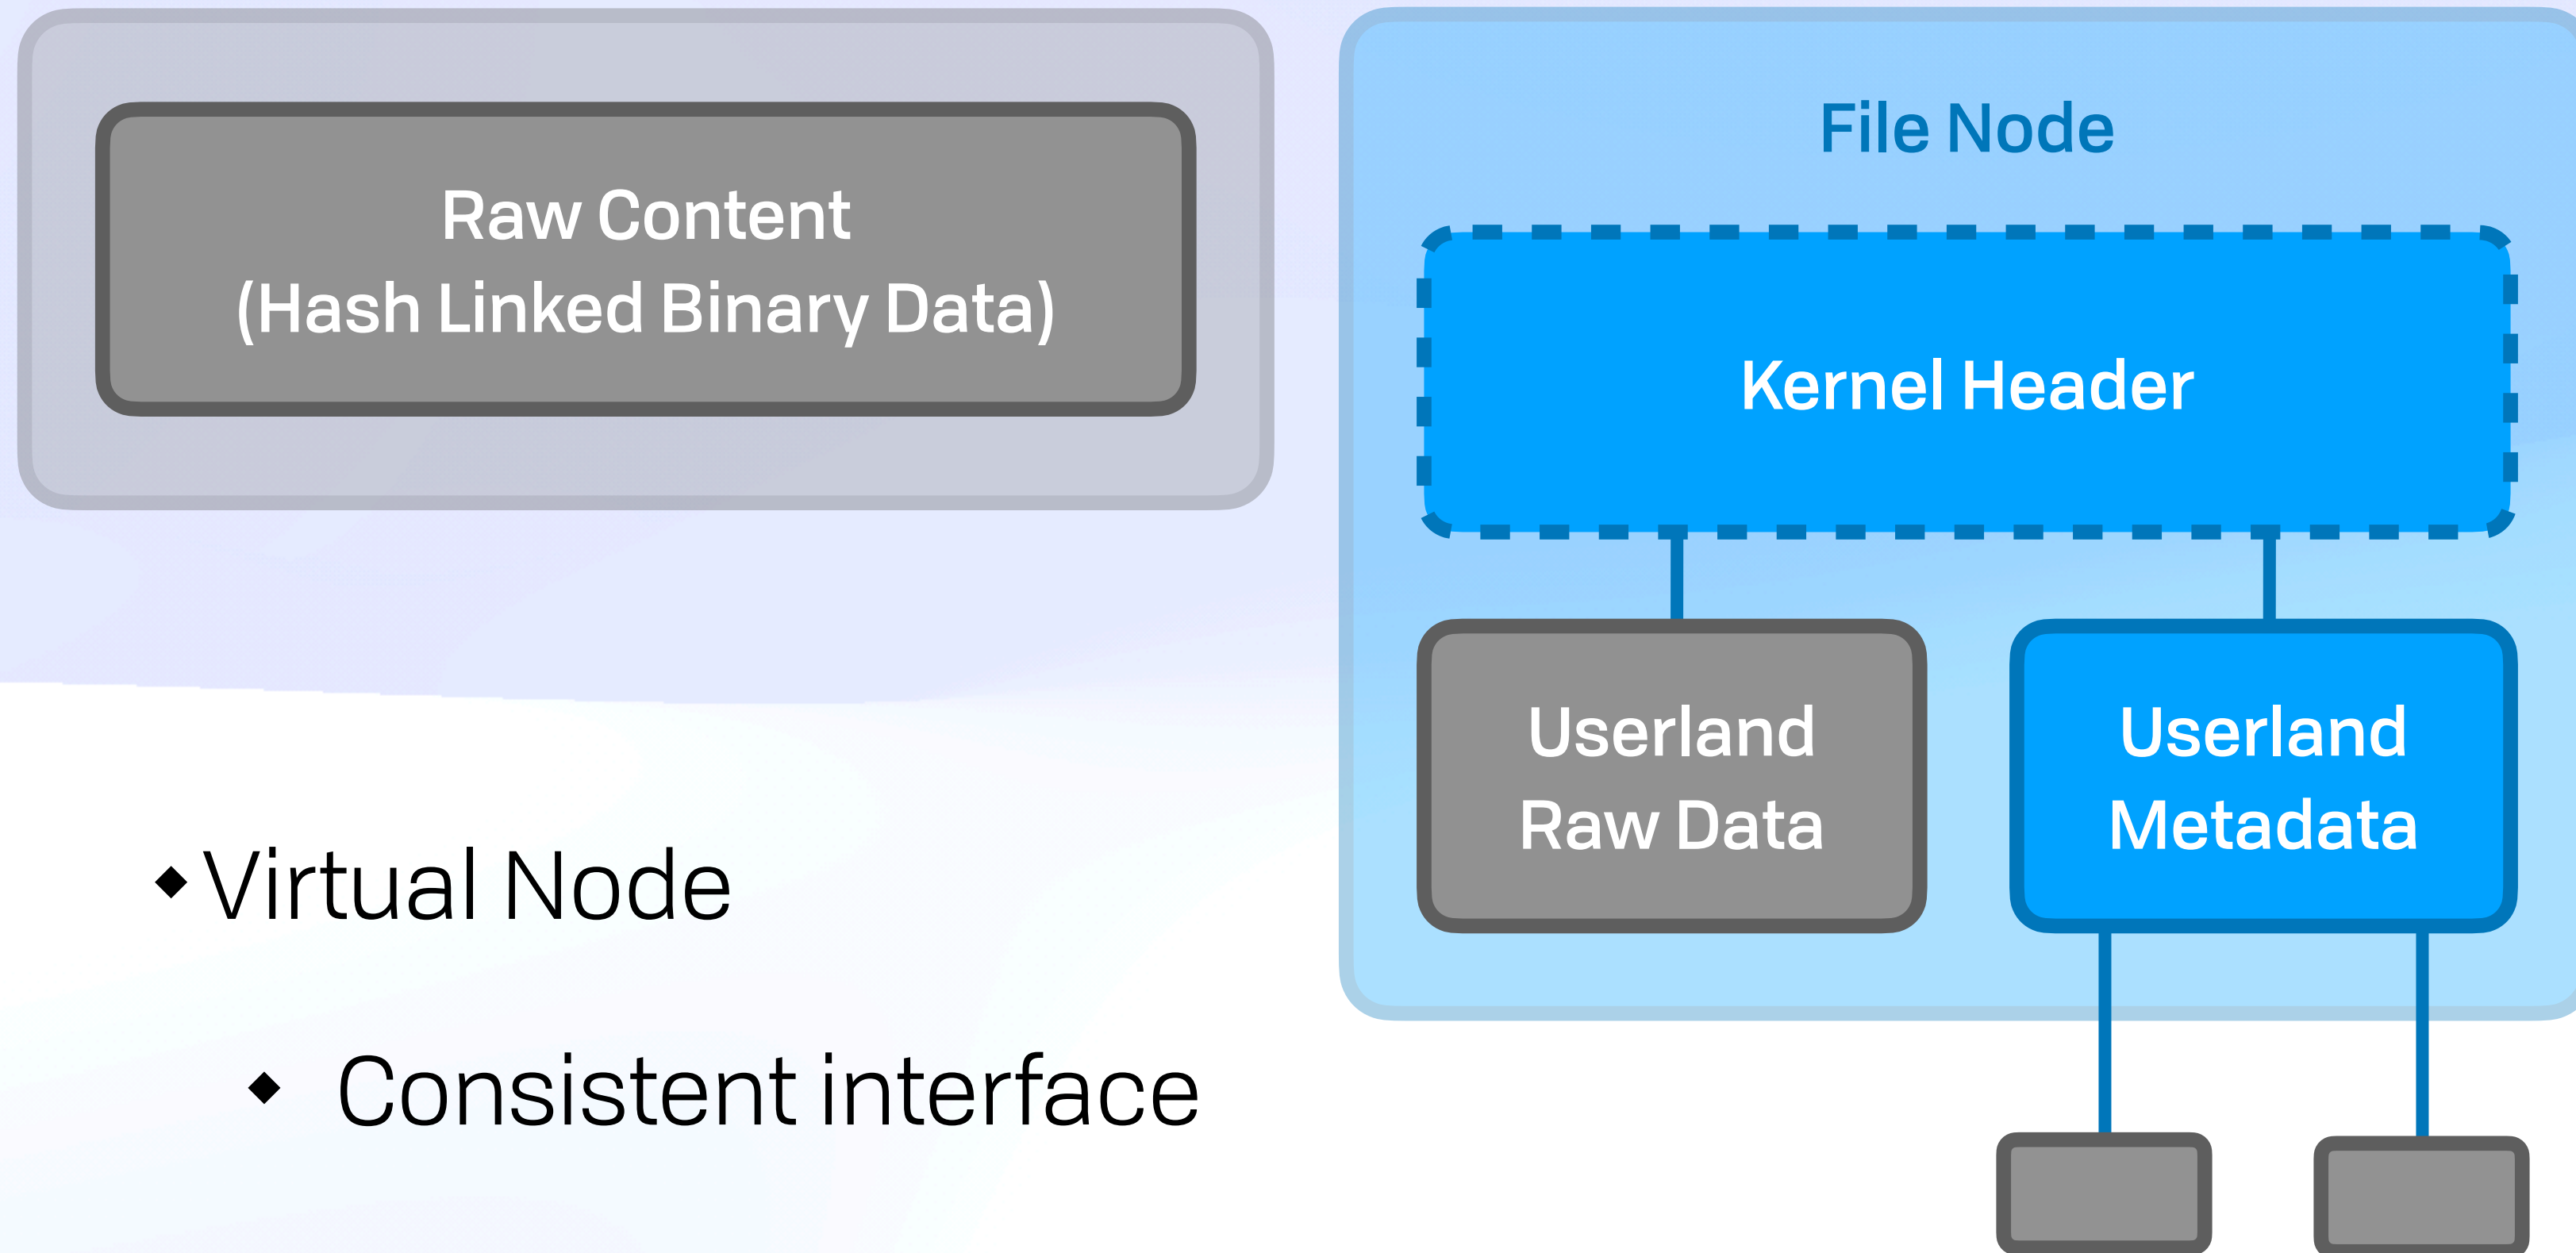 Raw Content
(Hash Linked Binary Data)
File Node
Kernel Header
Userland
Raw Data
Userland
Metadata
◆ Virtual Node
◆ Consistent interface